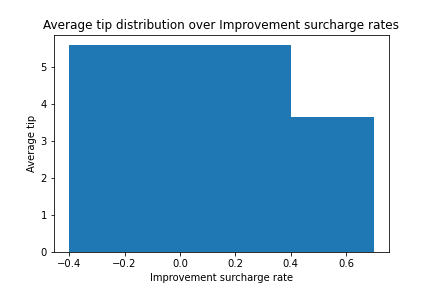 Average tip distribution over Improvement surcharge rates
5
4
3
2
1
0
Average tip
−0.4 −0.2 0.0 0.2 0.4 0.6
Improvement surcharge rate